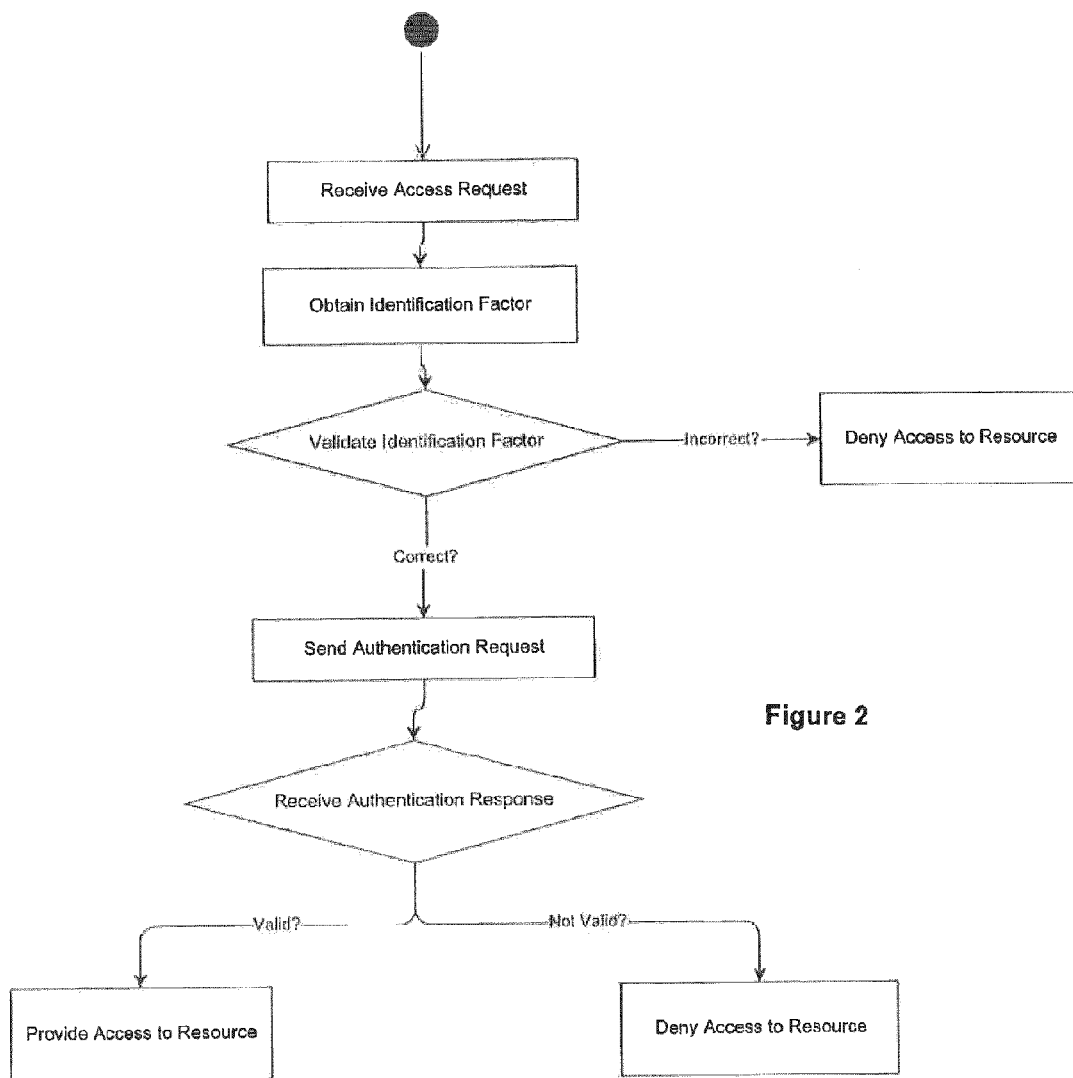 Receive Access Request
Obtain Identification Factor
Validate Identification Factor
Incorrect?
Deny Access to Resource
Correct?
Send Authentication Request
Figure 2
Receive Authentication Response
Valid?
Not Valid?
Provide Access to Resource
Deny Access to Resource